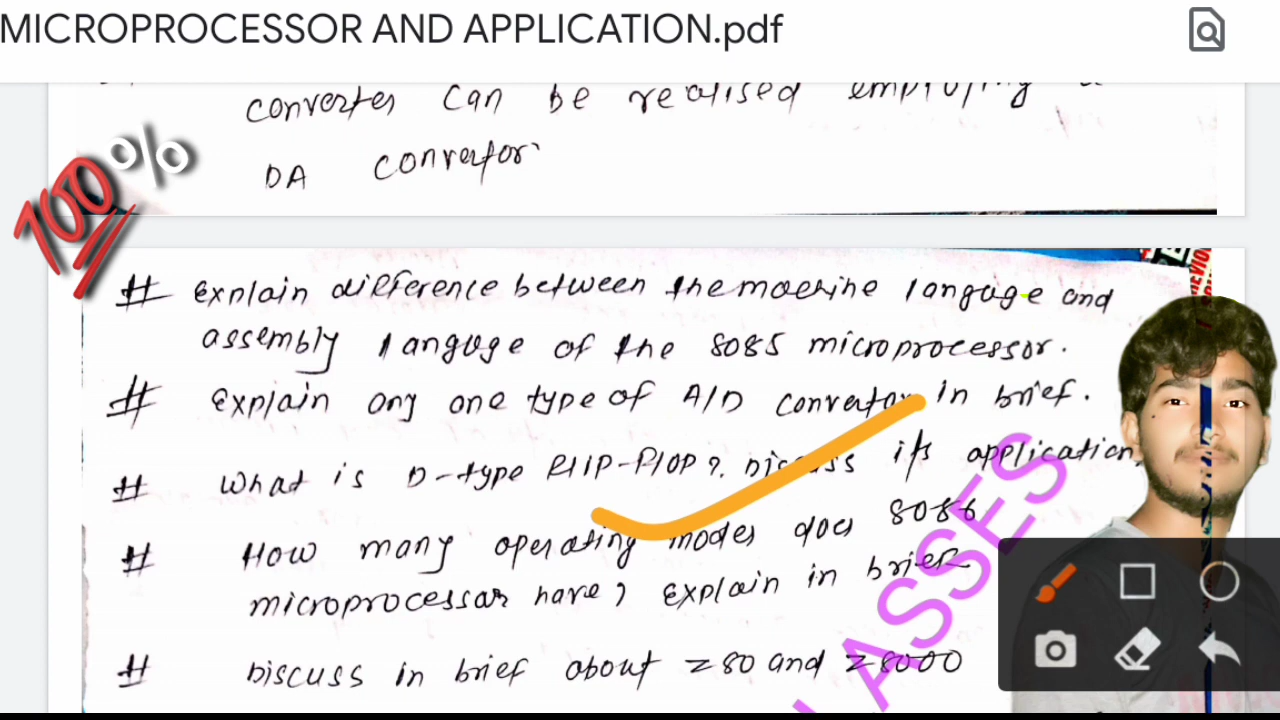 MICROPROCESSOR AND APPLICATION.pdf
converter can be realised employing a
DA convertor
100%
# Explain difference between the machine langage and
assembly languge of the 8085 microprocessor.
# explain any one type of A/D convertor in brief.
# What is D-type FLIP-FLOP?. Discuss its application,
# How many operating modes does 8086
microprocessor have? explain in brief
# Discuss in brief about Z80 and Z8000
ASSES